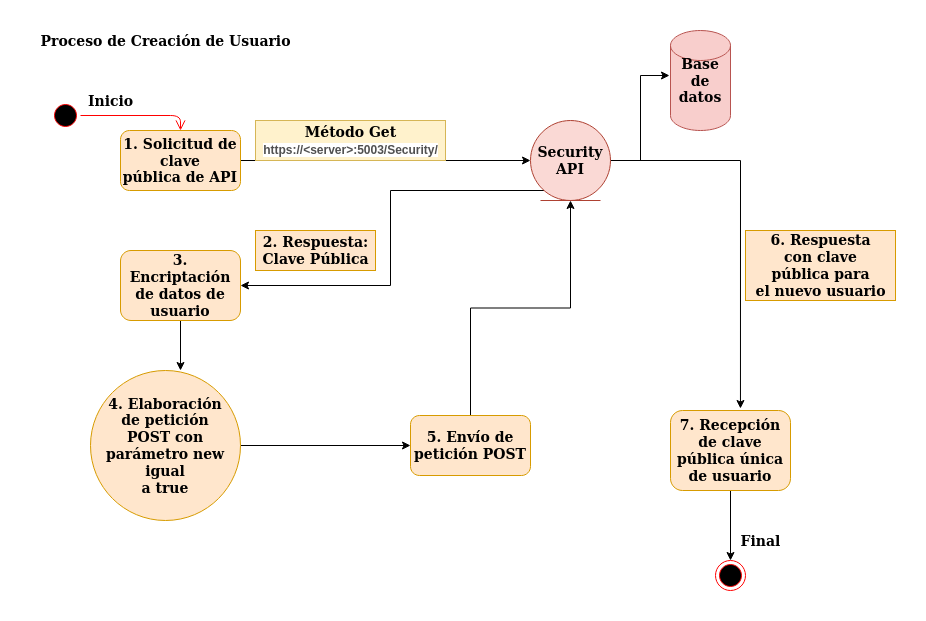 Proceso de Creación de Usuario
Inicio
1. Solicitud de
clave
pública de API
Método Get
https://<server>:5003/Security/
Security
API
Base
de
datos
2. Respuesta:
Clave Pública
3.
Encriptación
de datos de
usuario
4. Elaboración
de petición
POST con
parámetro new
igual
a true
5. Envío de
petición POST
6. Respuesta
con clave
pública para
el nuevo usuario
7. Recepción
de clave
pública única
de usuario
Final